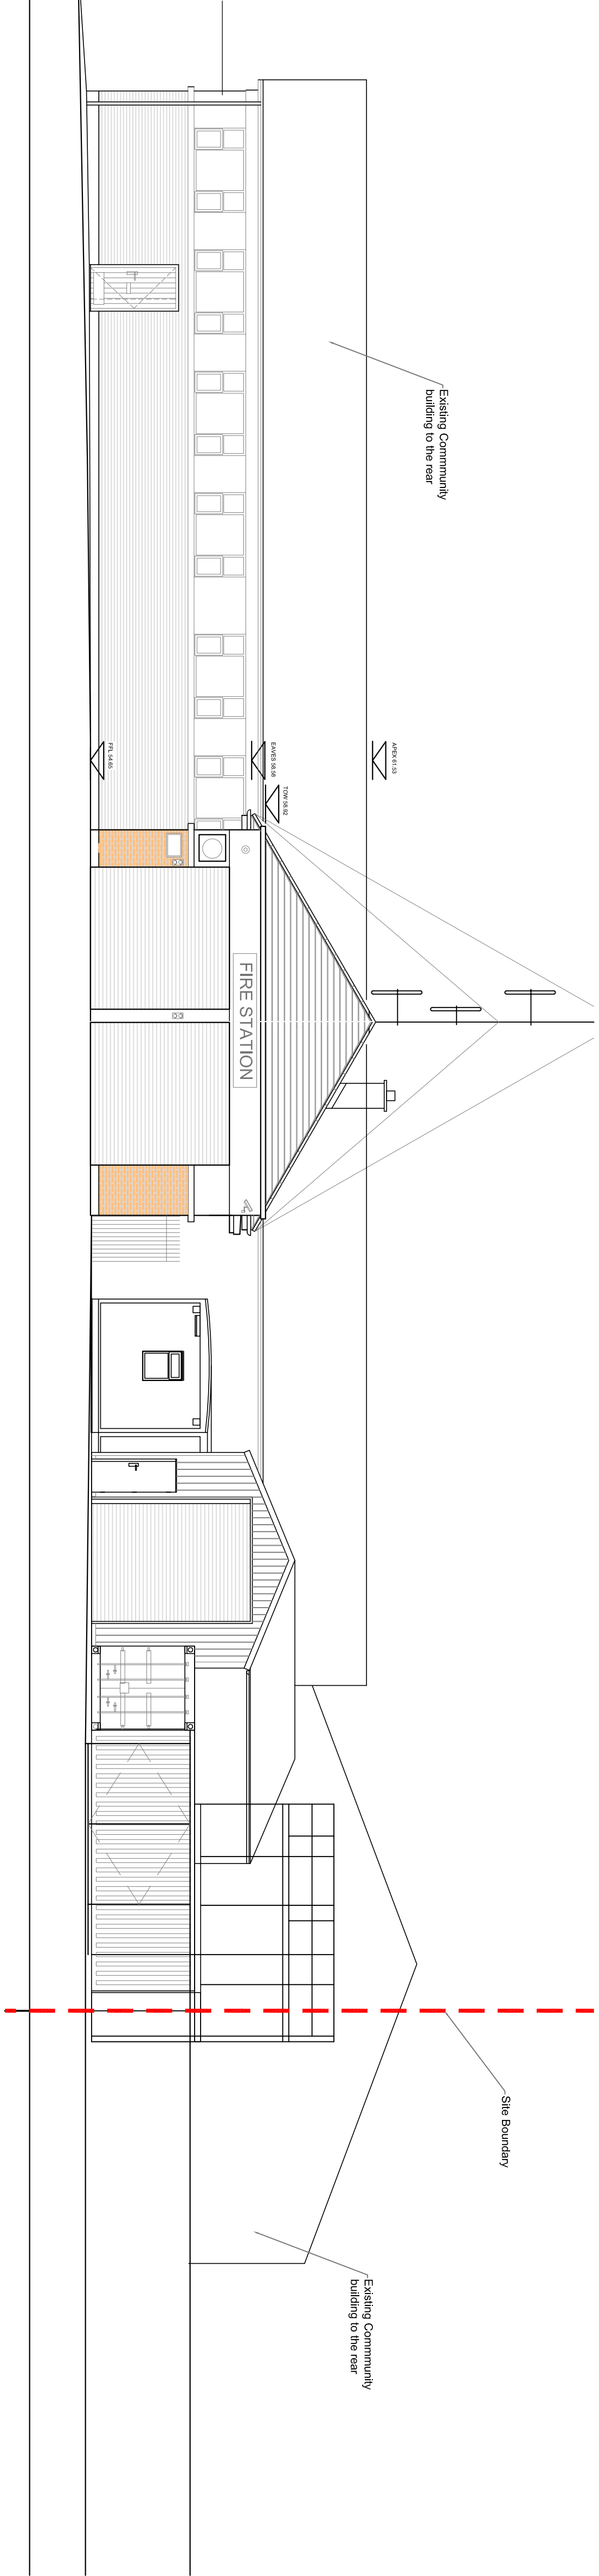 Existing Commmunity
building to the rear
APEX 61.53
EAVES 58.58
TOW 58.92
FFL 54.65
FIRE STATION
Site Boundary
Existing Commmunity
building to the rear